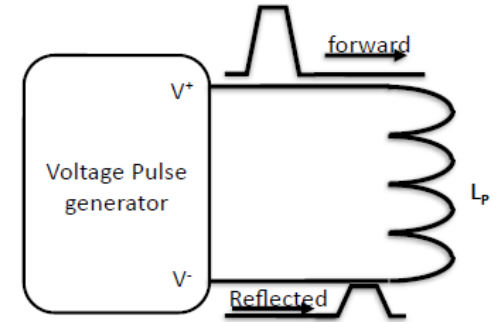 forward
V⁺
Voltage Pulse
generator
Lₚ
V⁻
Reflected